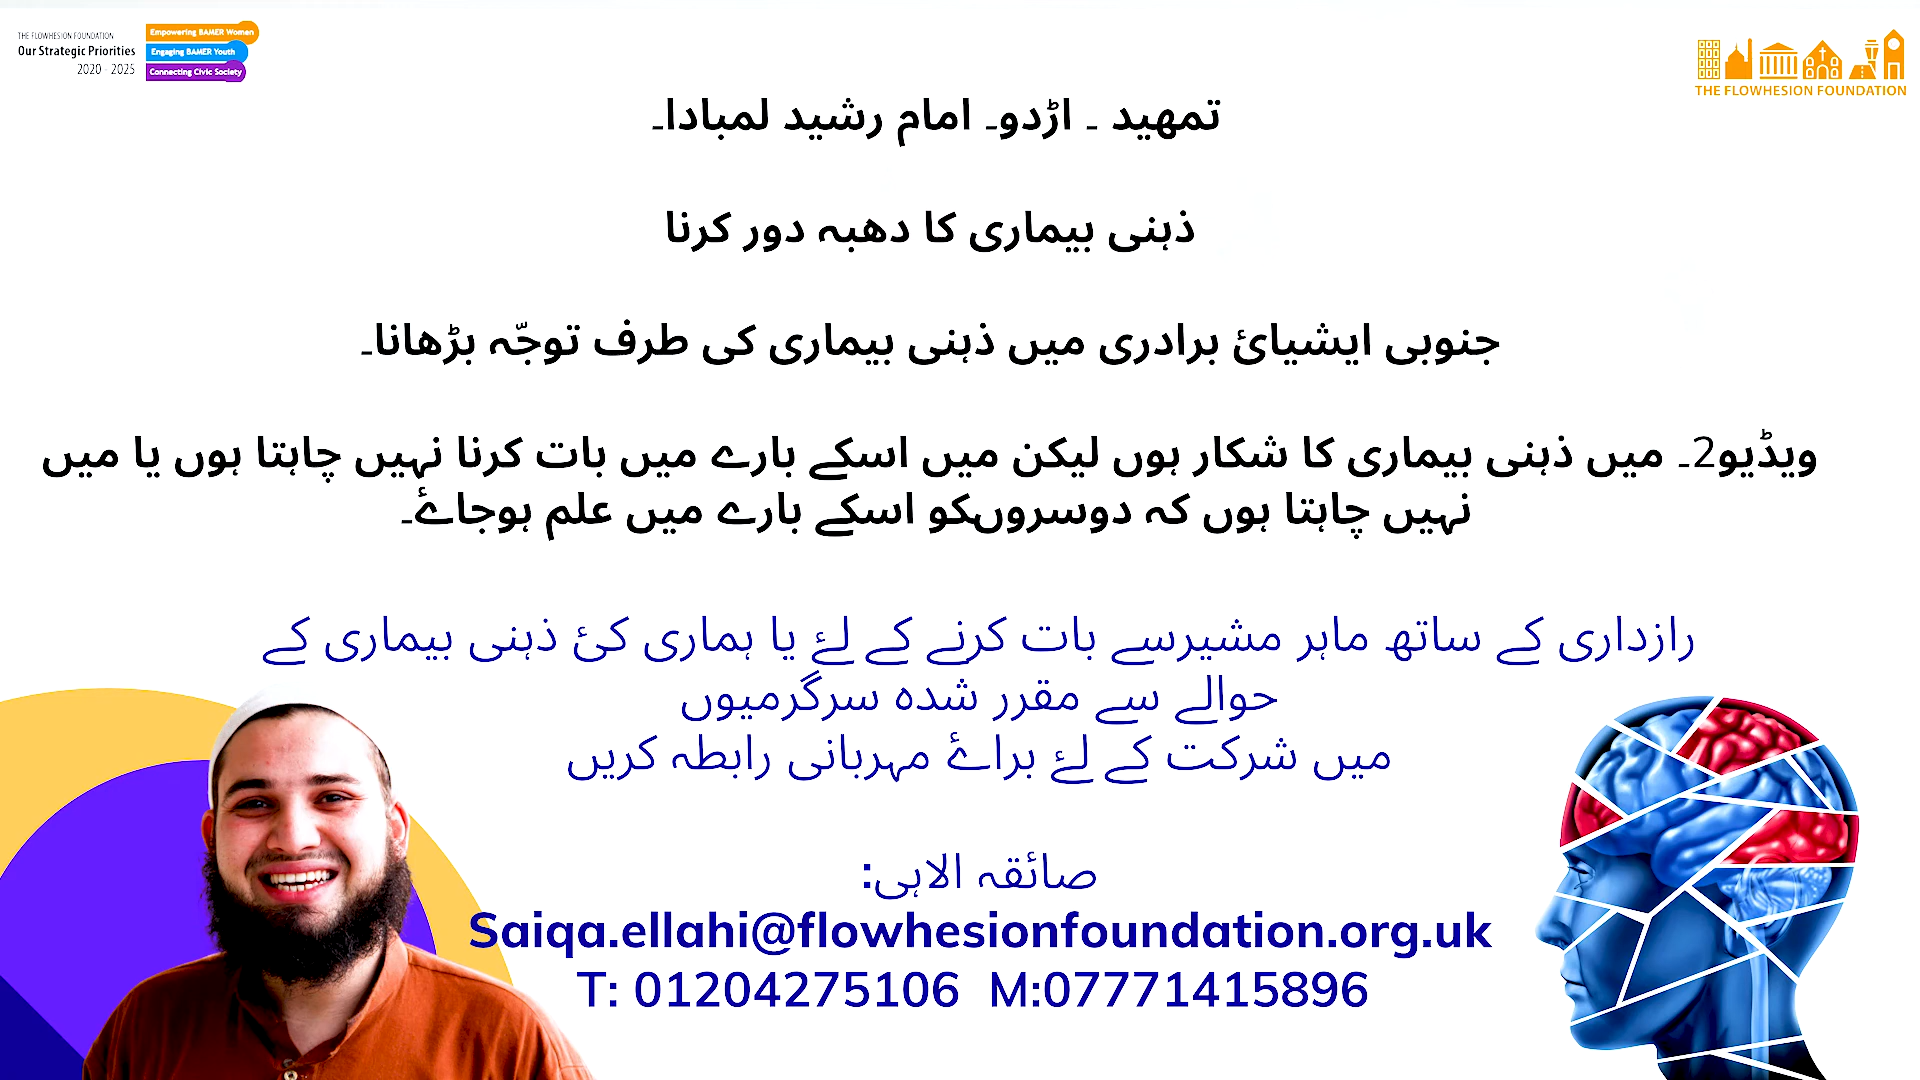 THE FLOWHESION FOUNDATION
Our Strategic Priorities
2020 - 2025
Empowering BAMER Women
Engaging BAMER Youth
Connecting Civic Society
THE FLOWHESION FOUNDATION
تمھید ۔ اڑدو۔ امام رشید لمبادا۔
ذہنی بیماری کا دھبہ دور کرنا
جنوبی ایشیائ برادری میں ذہنی بیماری کی طرف توجّہ بڑھانا۔
ویڈیو2۔ میں ذہنی بیماری کا شکار ہوں لیکن میں اسکے بارے میں بات کرنا نہیں چاہتا ہوں یا میں
نہیں چاہتا ہوں کہ دوسروںکو اسکے بارے میں علم ہوجاۓ۔
رازداری کے ساتھ ماہر مشیرسے بات کرنے کے لۓ یا ہماری کئ ذہنی بیماری کے
حوالے سے مقرر شدہ سرگرمیوں
میں شرکت کے لۓ براۓ مہربانی رابطہ کریں
صائقہ الاہی:
Saiqa.ellahi@flowhesionfoundation.org.uk
T: 01204275106 M:07771415896